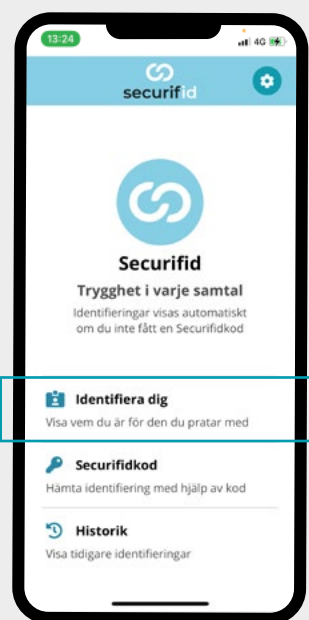 13:24
4G
securifid
Securifid
Trygghet i varje samtal
Identifieringar visas automatiskt
om du inte fått en Securifidkod
Identifiera dig
Visa vem du är för den du pratar med
Securifidkod
Hämta identifiering med hjälp av kod
Historik
Visa tidigare identifieringar